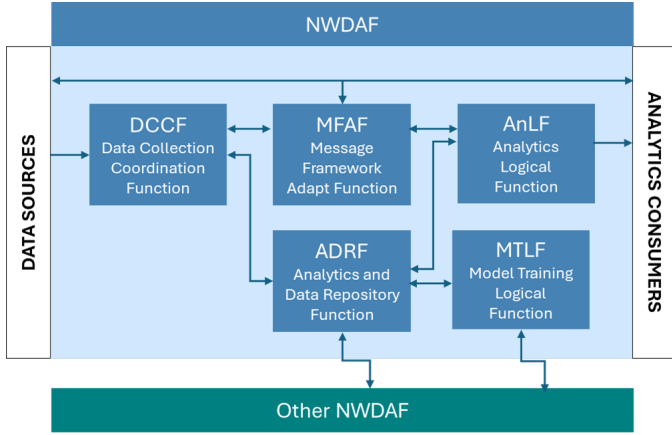 NWDAF
DATA SOURCES
DCCF
Data Collection
Coordination
Function
MFAF
Message
Framework
Adapt Function
AnLF
Analytics
Logical
Function
ADRF
Analytics and
Data Repository
Function
MTLF
Model Training
Logical
Function
ANALYTICS CONSUMERS
Other NWDAF